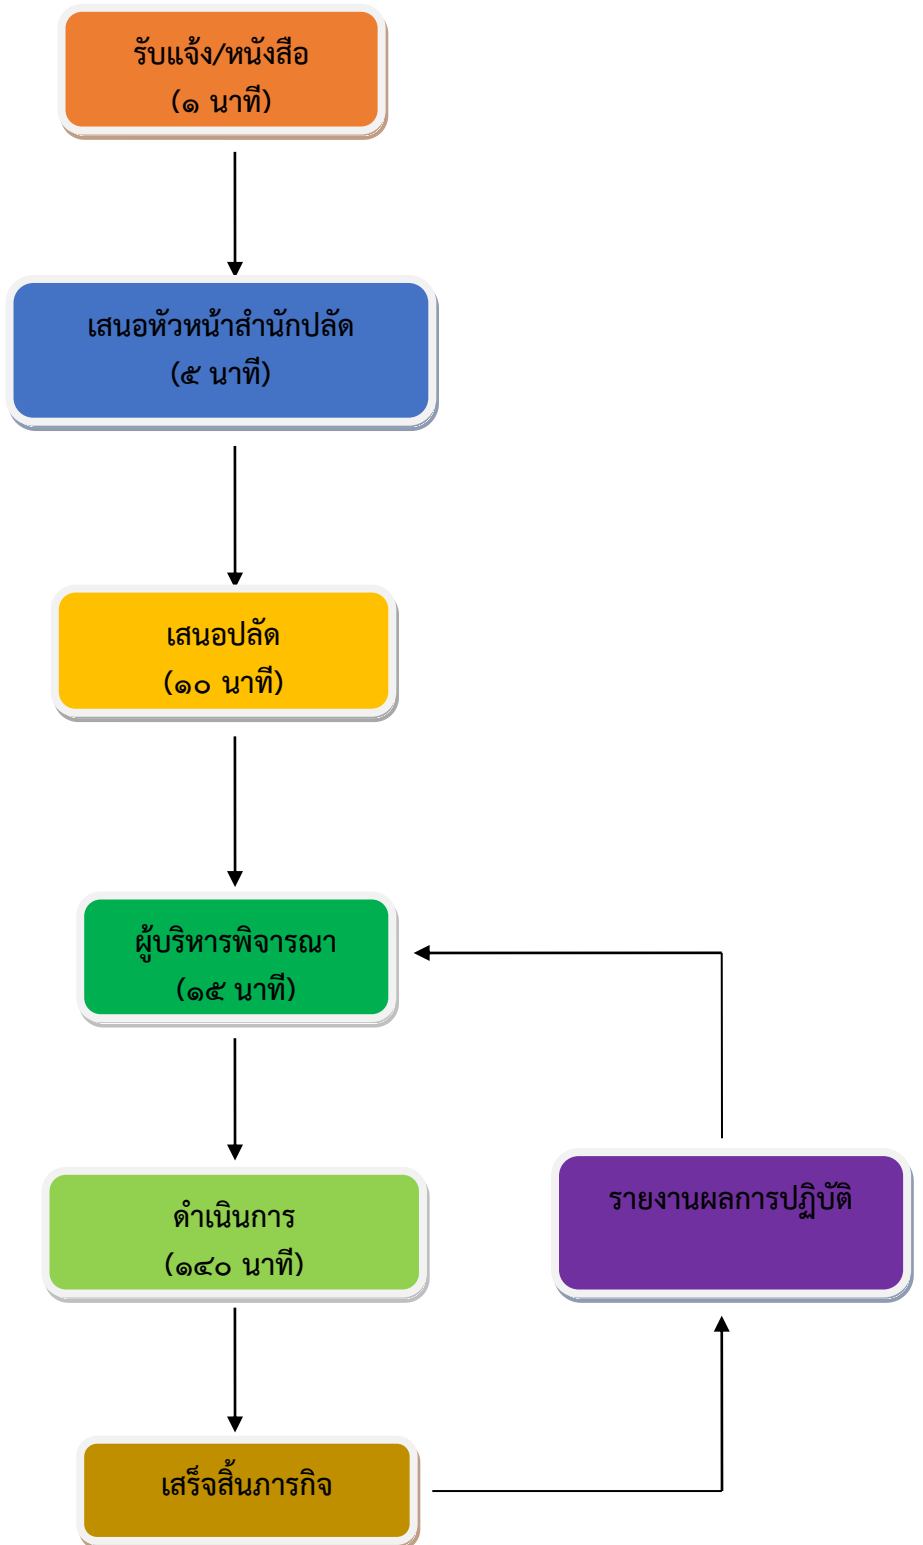 รับแจ้ง/หนังสือ
(๑ นาที)
เสนอหัวหน้าสำนักปลัด
(๕ นาที)
เสนอปลัด
(๑๐ นาที)
ผู้บริหารพิจารณา
(๑๕ นาที)
ดำเนินการ
(๑๔๐ นาที)
รายงานผลการปฏิบัติ
เสร็จสิ้นภารกิจ